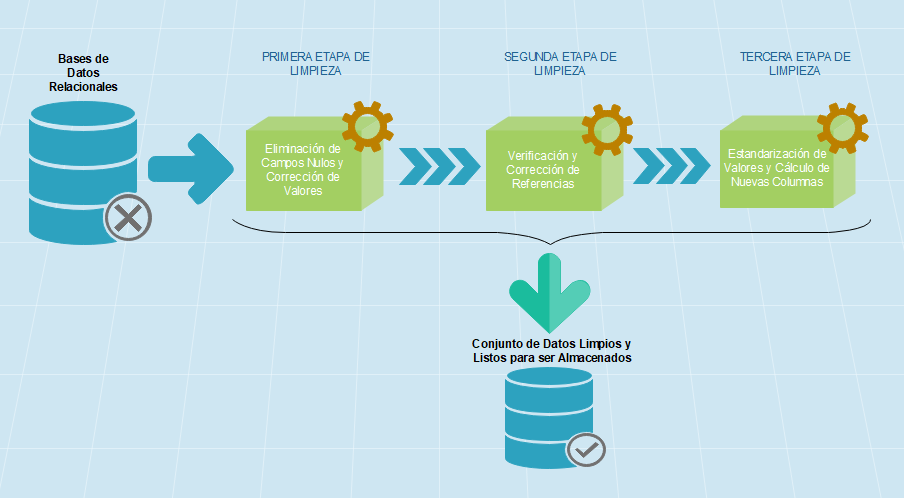 Bases de
Datos
Relacionales
PRIMERA ETAPA DE
LIMPIEZA
SEGUNDA ETAPA DE
LIMPIEZA
TERCERA ETAPA DE
LIMPIEZA
Eliminación de
Campos Nulos y
Corrección de
Valores
Verificación y
Corrección de
Referencias
Estandarización de
Valores y Cálculo de
Nuevas Columnas
Conjunto de Datos Limpios y
Listos para ser Almacenados